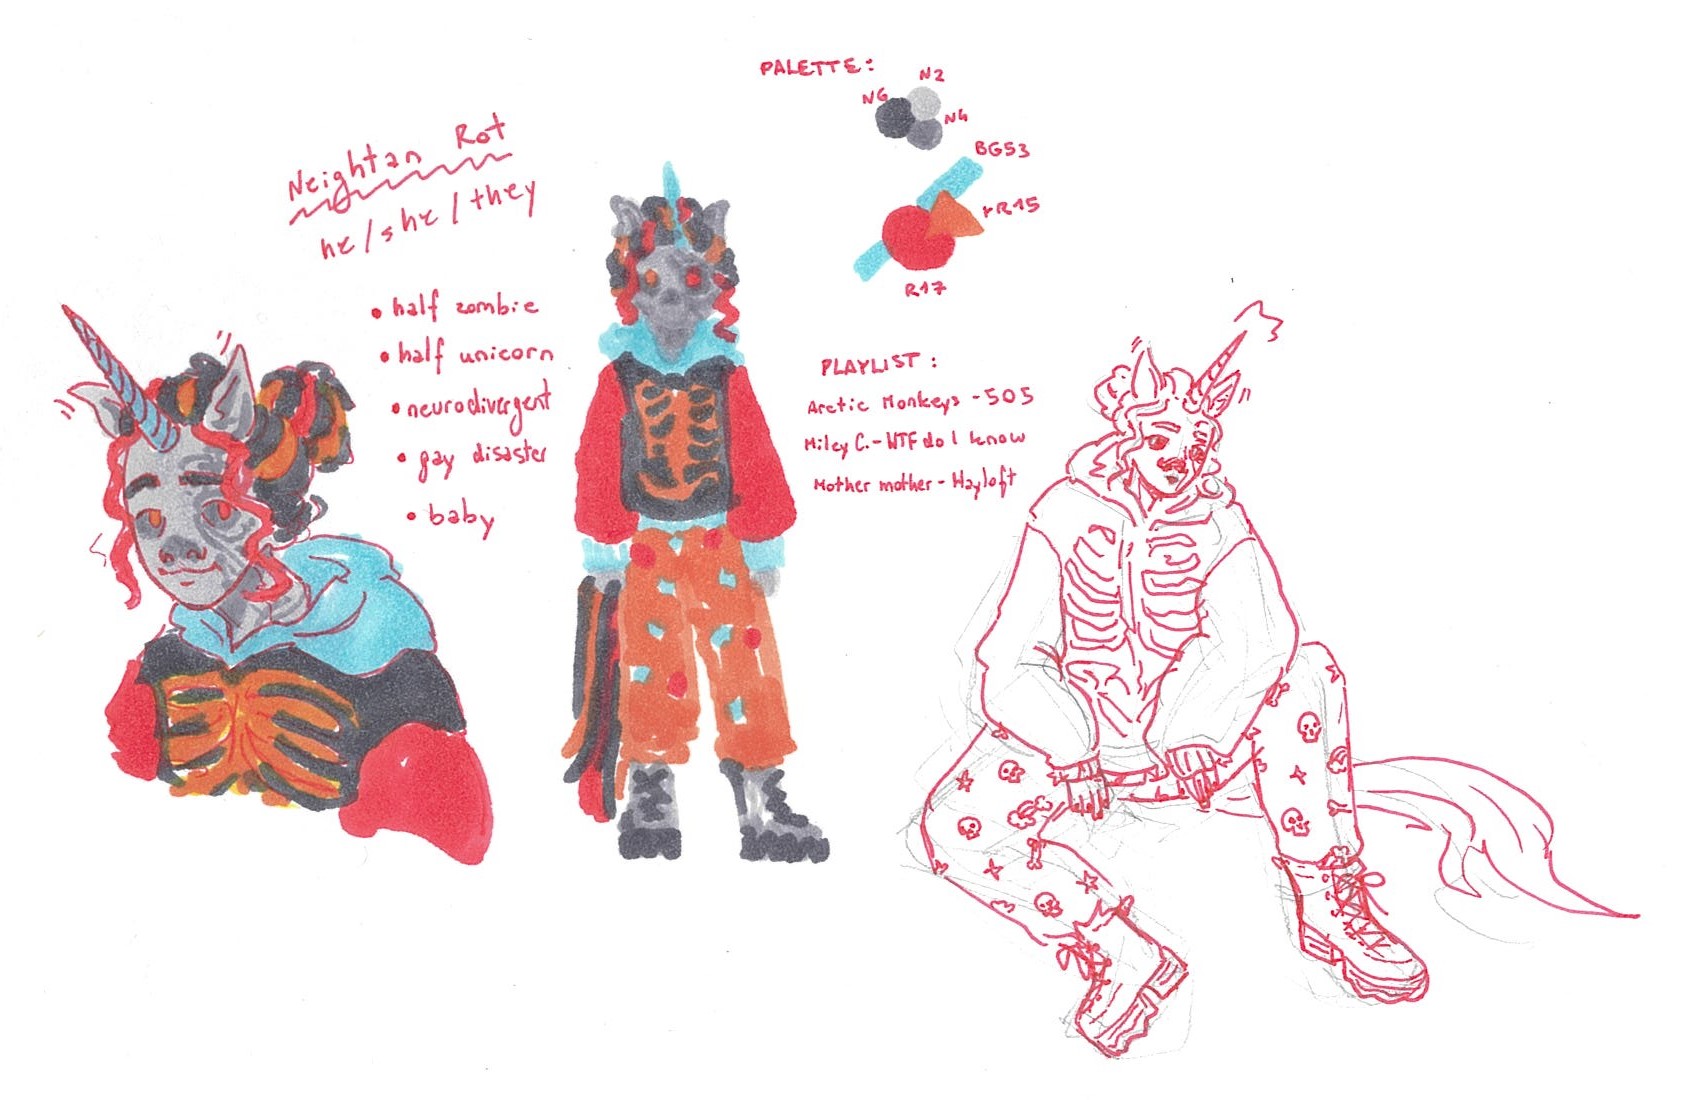 Neightan Rot
he/she/they
• half zombie
• half unicorn
• neurodivergent
• gay disaster
• baby
PALETTE:
N2
N6
N4
BG53
YR15
R17
PLAYLIST:
Arctic Monkeys - 505
Miley C. - WTF do I know
Mother mother - Hayloft